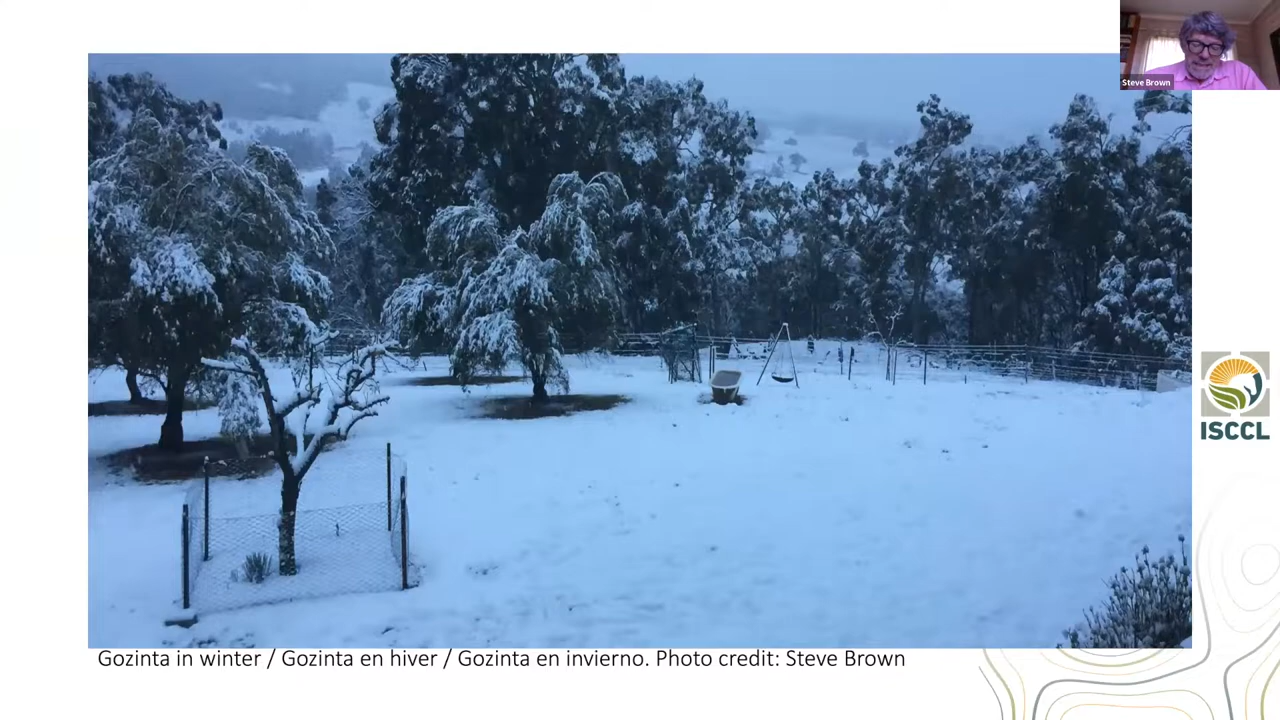 Steve Brown
ISCCL
Gozinta in winter / Gozinta en hiver / Gozinta en invierno. Photo credit: Steve Brown